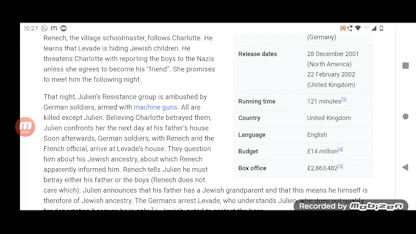 10:27
Renech, the village schoolmaster, follows Charlotte. He
learns that Levade is hiding Jewish children. He
threatens Charlotte with reporting the boys to the Nazis
unless she agrees to become his "friend". She promises
to meet him the following night.
That night, Julien's Resistance group is ambushed by
German soldiers, armed with machine guns. All are
killed except Julien. Believing Charlotte betrayed them,
Julien confronts her the next day at his father's house.
Soon afterwards, German soldiers, with Renech and the
French official, arrive at Levade's house. They question
him about his Jewish ancestry, about which Renech
apparently informed him. Renech tells Julien he must
betray either his father or the boys (Renech does not
care which). Julien announces that his father has a Jewish grandparent and that this means he himself is
therefore of Jewish ancestry. The Germans arrest Levade, who understands Julien
(Germany)
Release dates
28 December 2001
(North America)
22 February 2002
(United Kingdom)
Running time
121 minutes
Country
United Kingdom
Language
English
Budget
£14 million[4]
Box office
£2,863,482[5]
Recorded by
mobizen